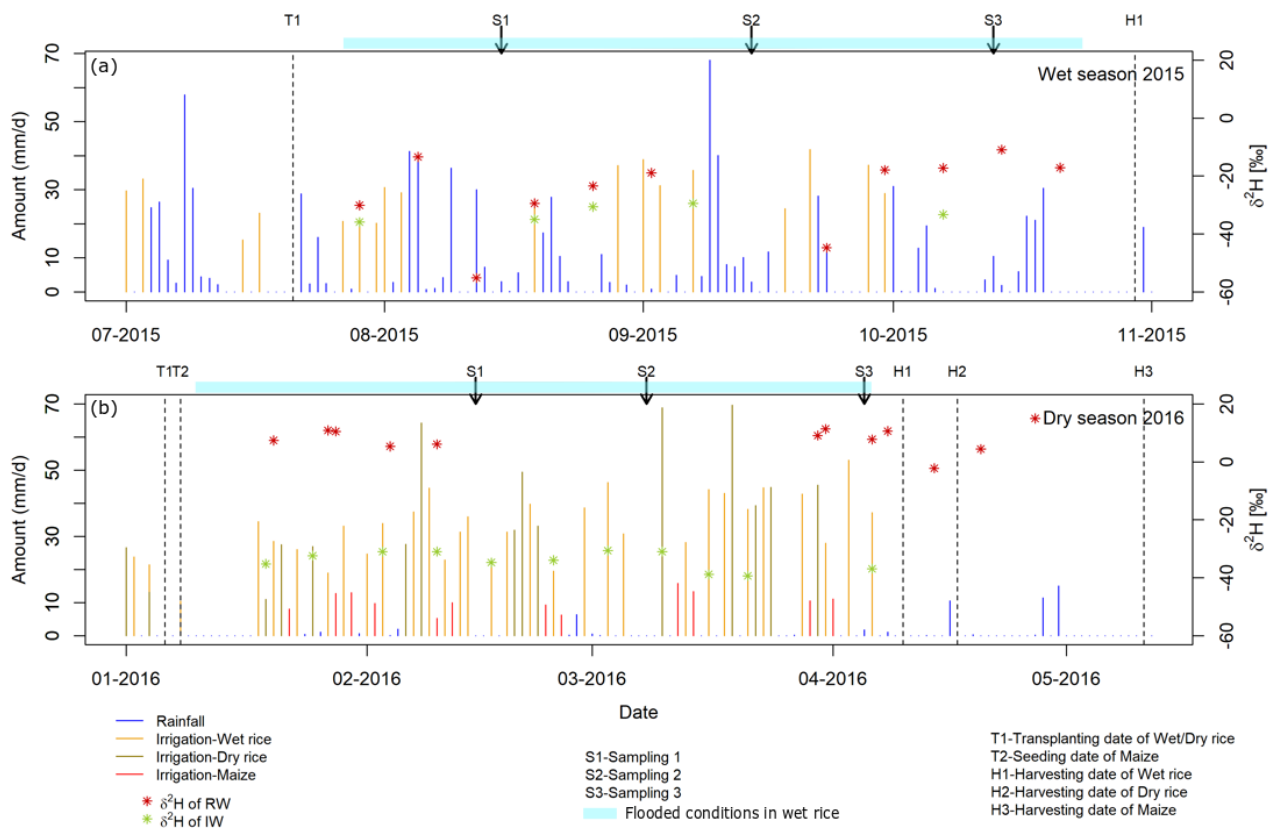 T1 S1 S2 S3 H1
(a) Wet season 2015
Amount (mm/d)
70
50
30
10
0
20
0
-20
-40
-60
δ²H [‰]
07-2015 08-2015 09-2015 10-2015 11-2015
T1 T2 S1 S2 S3 H1 H2 H3
(b) Dry season 2016
Amount (mm/d)
70
50
30
10
0
20
0
-20
-40
-60
δ²H [‰]
01-2016 02-2016 03-2016 04-2016 05-2016
Date
Rainfall
Irrigation-Wet rice
Irrigation-Dry rice
Irrigation-Maize
δ²H of RW
δ²H of IW
S1-Sampling 1
S2-Sampling 2
S3-Sampling 3
Flooded conditions in wet rice
T1-Transplanting date of Wet/Dry rice
T2-Seeding date of Maize
H1-Harvesting date of Wet rice
H2-Harvesting date of Dry rice
H3-Harvesting date of Maize